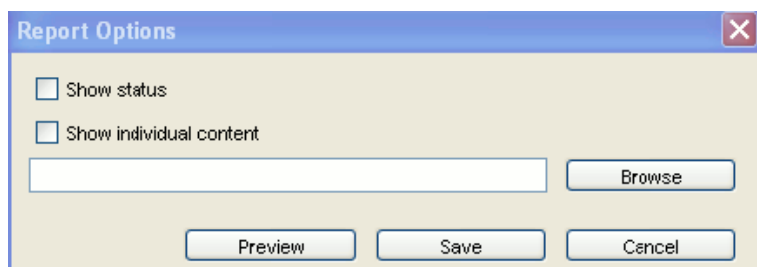 Report Options
Show status
Show individual content
Browse
Preview Save Cancel